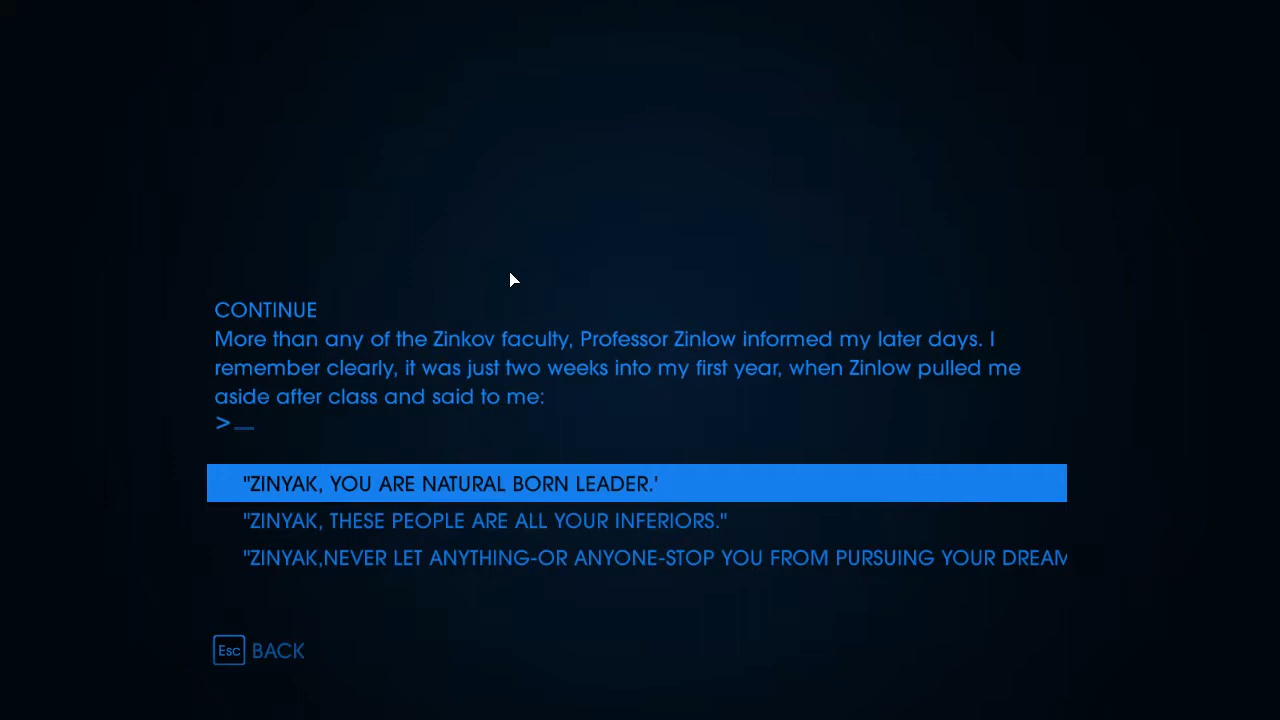 CONTINUE
More than any of the Zinkov faculty, Professor Zinlow informed my later days. I
remember clearly, it was just two weeks into my first year, when Zinlow pulled me
aside after class and said to me:
>_
"ZINYAK, YOU ARE NATURAL BORN LEADER.'
"ZINYAK, THESE PEOPLE ARE ALL YOUR INFERIORS."
"ZINYAK,NEVER LET ANYTHING-OR ANYONE-STOP YOU FROM PURSUING YOUR DREAM
Esc BACK